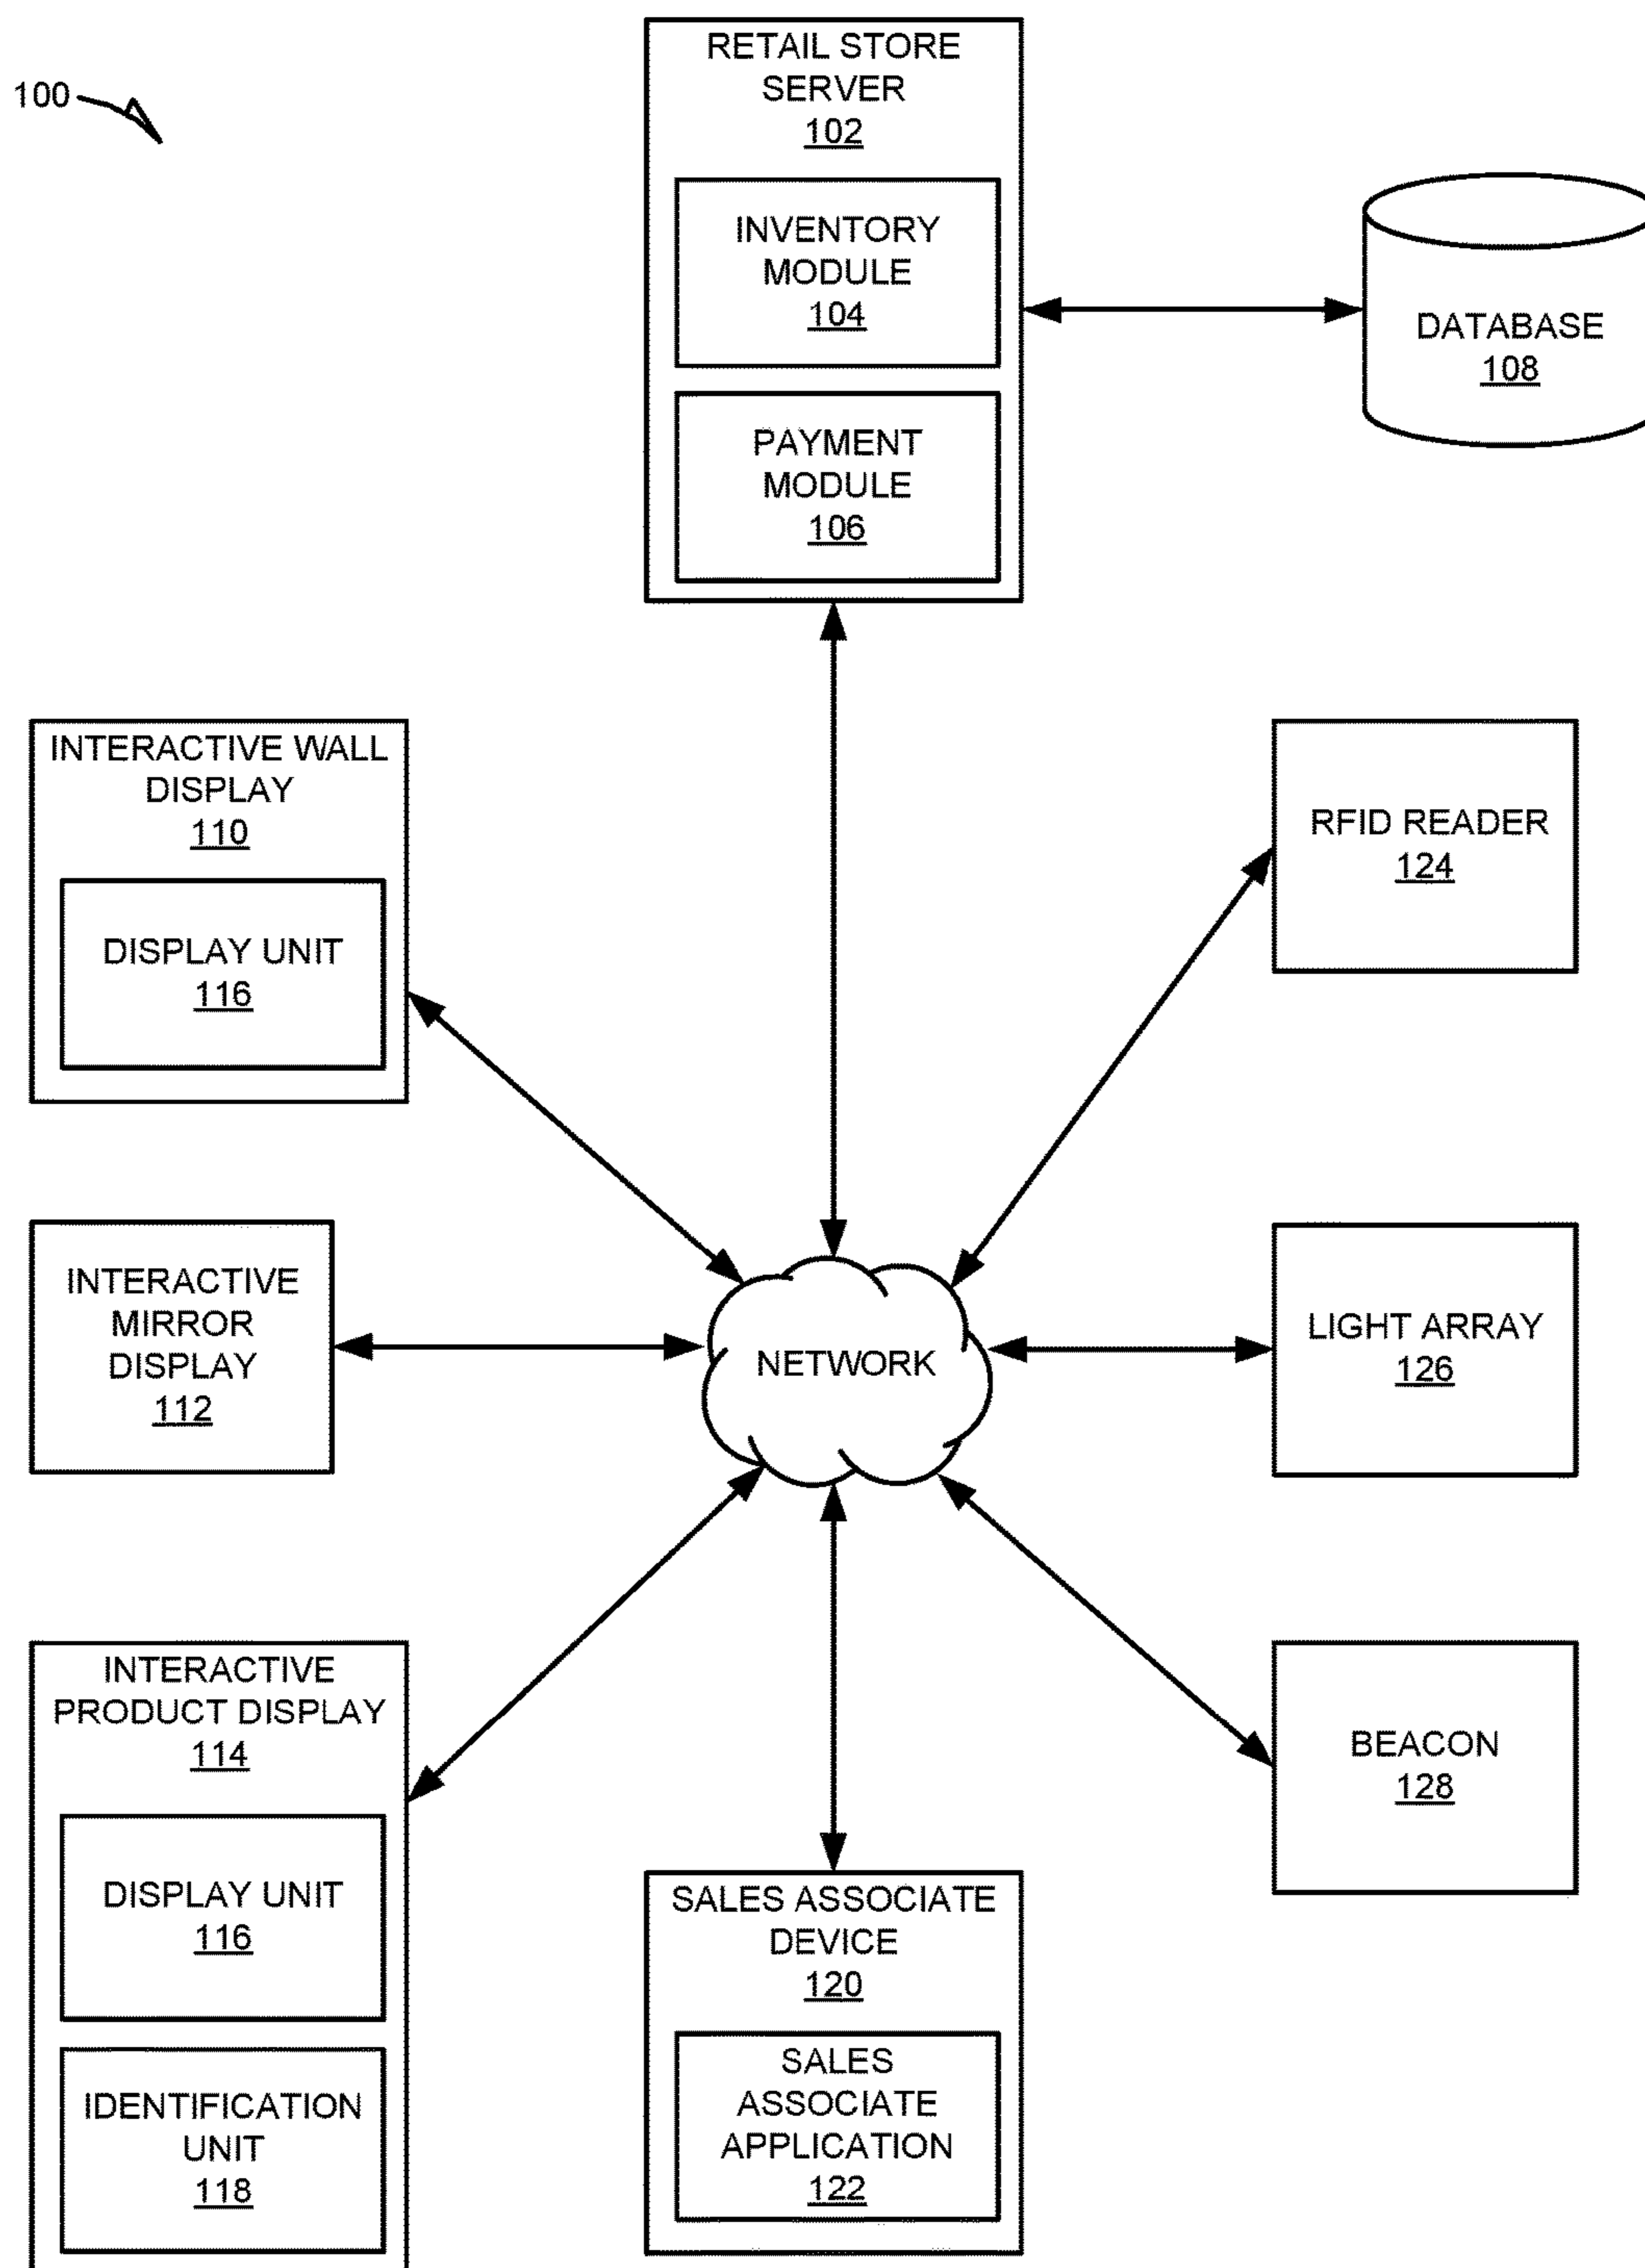 100
RETAIL STORE
SERVER
102
INVENTORY
MODULE
104
PAYMENT
MODULE
106
DATABASE
108
INTERACTIVE WALL
DISPLAY
110
DISPLAY UNIT
116
RFID READER
124
INTERACTIVE
MIRROR
DISPLAY
112
NETWORK
LIGHT ARRAY
126
INTERACTIVE
PRODUCT DISPLAY
114
DISPLAY UNIT
116
IDENTIFICATION
UNIT
118
SALES ASSOCIATE
DEVICE
120
SALES
ASSOCIATE
APPLICATION
122
BEACON
128